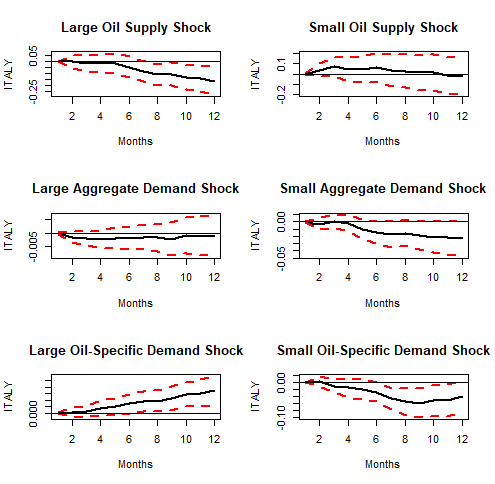 Large Oil Supply Shock
ITALY
0.05
-0.25
2 4 6 8 10 12
Months
Small Oil Supply Shock
ITALY
0.1
-0.2
2 4 6 8 10 12
Months
Large Aggregate Demand Shock
ITALY
-0.005
2 4 6 8 10 12
Months
Small Aggregate Demand Shock
ITALY
0.00
-0.05
2 4 6 8 10 12
Months
Large Oil-Specific Demand Shock
ITALY
0.000
2 4 6 8 10 12
Months
Small Oil-Specific Demand Shock
ITALY
0.00
-0.10
2 4 6 8 10 12
Months